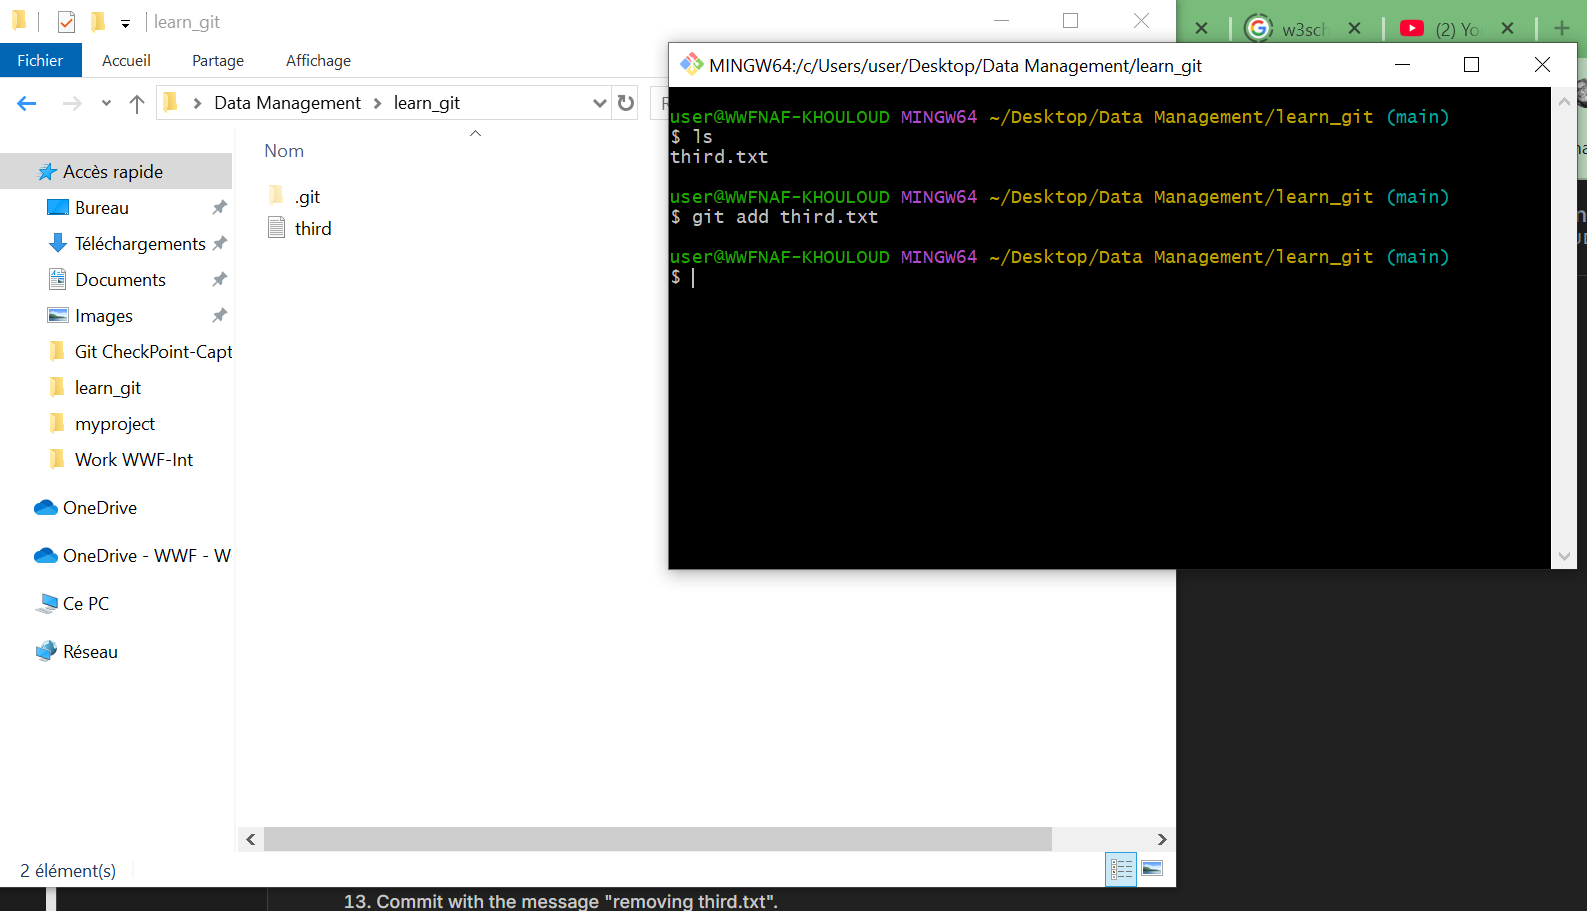 learn_git
Fichier
Accueil
Partage
Affichage
Data Management
learn_git
Nom
Accès rapide
Bureau
Téléchargements
Documents
Images
Git CheckPoint-Capt
learn_git
myproject
Work WWF-Int
OneDrive
OneDrive - WWF - W
Ce PC
Réseau
.git
third
2 élément(s)
w3sch
(2) Yo
MINGW64:/c/Users/user/Desktop/Data Management/learn_git
user@WWFNAF-KHOULOUD MINGW64 ~/Desktop/Data Management/learn_git (main)
$ ls
third.txt
user@WWFNAF-KHOULOUD MINGW64 ~/Desktop/Data Management/learn_git (main)
$ git add third.txt
user@WWFNAF-KHOULOUD MINGW64 ~/Desktop/Data Management/learn_git (main)
$
13. Commit with the message "removing third.txt".